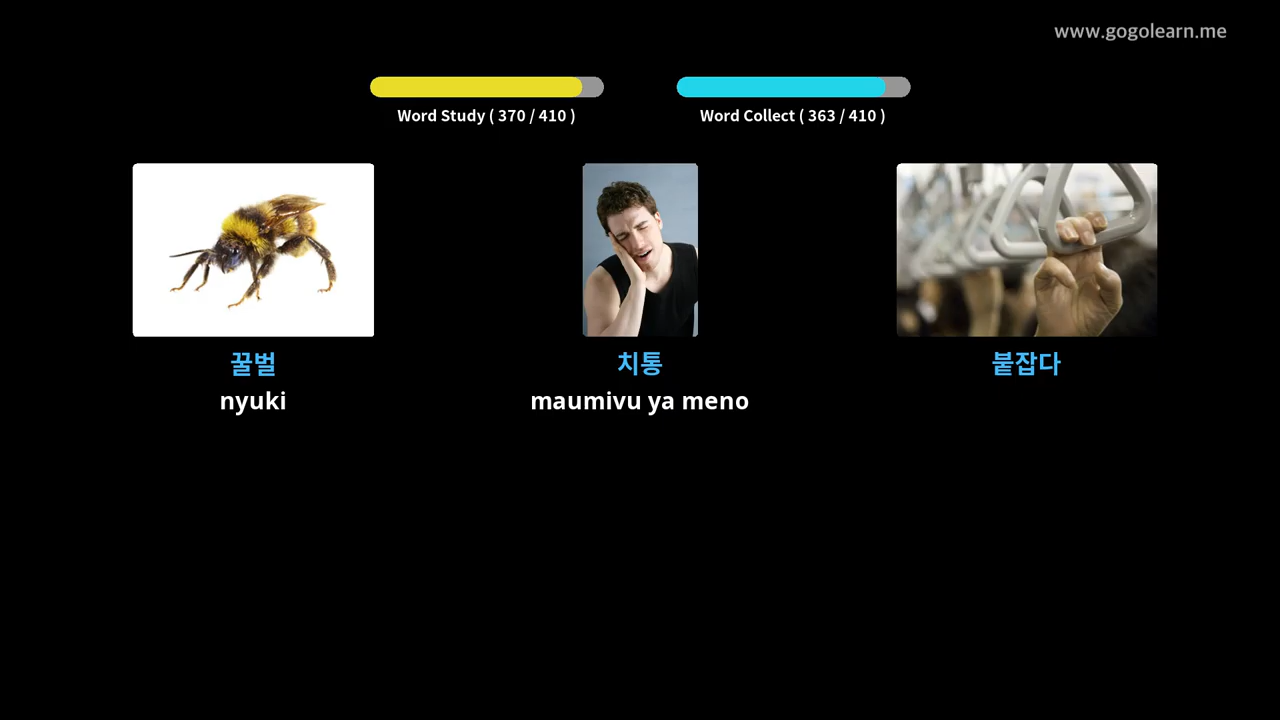 www.gogolearn.me
Word Study ( 370 / 410 )
Word Collect ( 363 / 410 )
꿀벌
nyuki
치통
maumivu ya meno
붙잡다